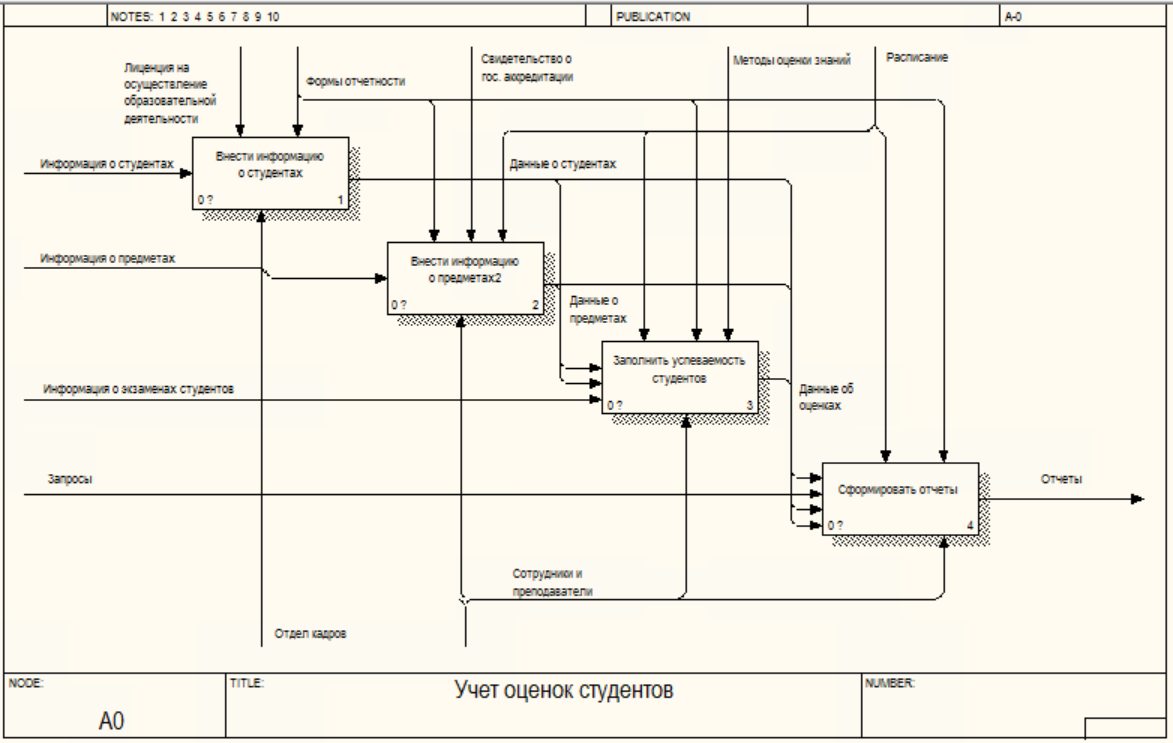 NOTES: 1 2 3 4 5 6 7 8 9 10
PUBLICATION
A-0
Лиценция на
осуществление
образовательной
деятельности
Формы отчетности
Свидетельство о
гос. аккредитации
Методы оценки знаний
Расписание
Информация о студентах
Внести информацию
о студентах
0 ?
1
Данные о студентах
Информация о предметах
Внести информацию
о предметах2
0 ?
2
Данные о
предметах
Информация о экзаменах студентов
Заполнить успеваемость
студентов
0 ?
3
Данные об
оценках
Запросы
Сформировать отчеты
0 ?
4
Отчеты
Сотрудники и
преподаватели
Отдел кадров
NODE:
A0
TITLE:
Учет оценок студентов
NUMBER: